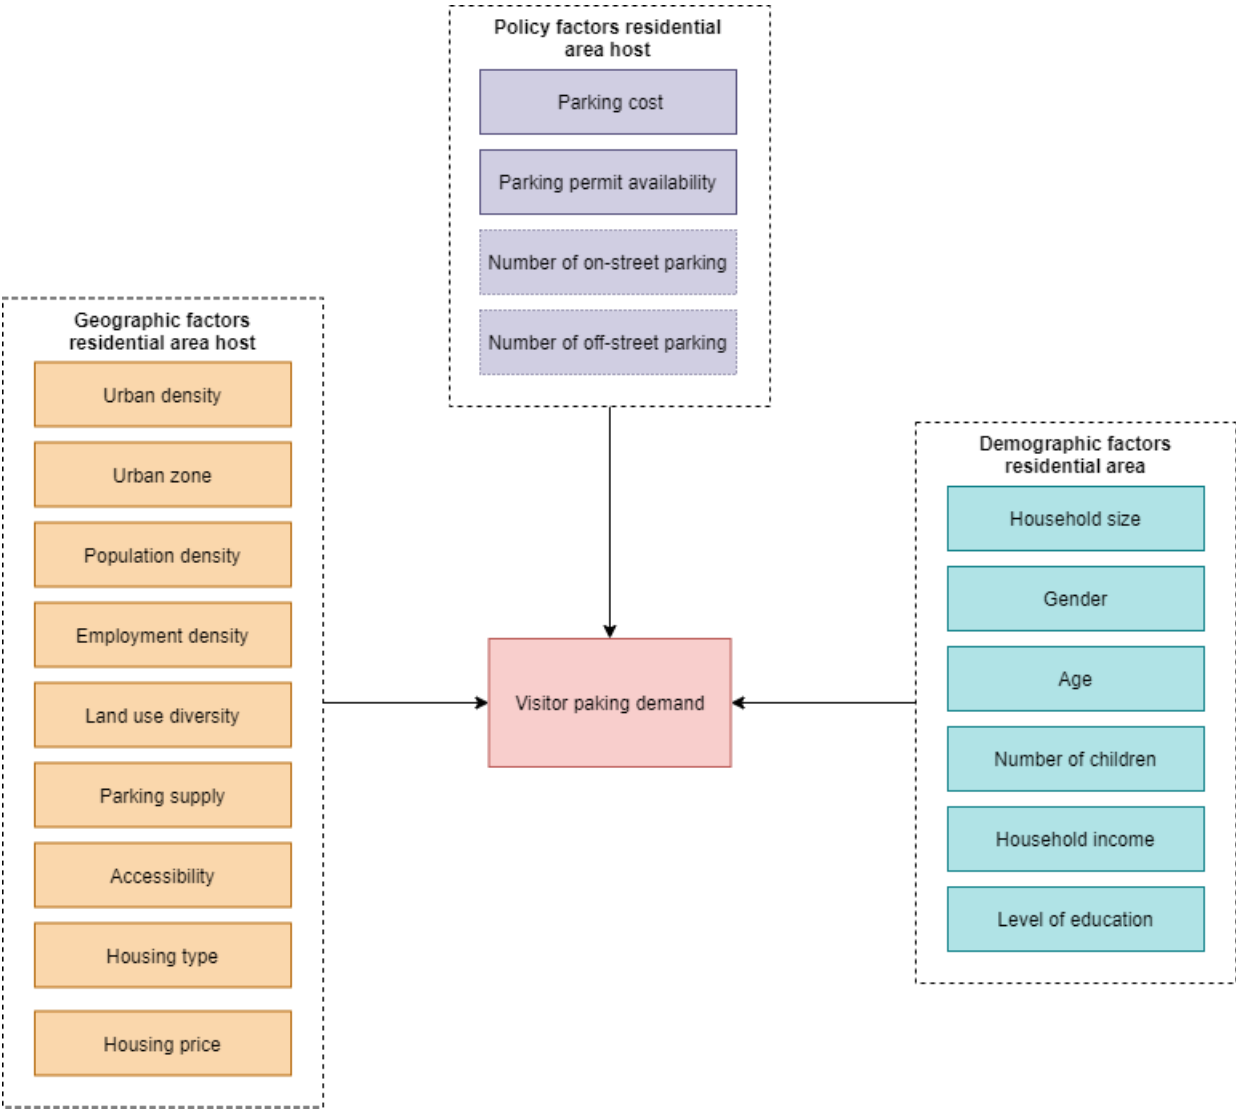 Policy factors residential
area host
Parking cost
Parking permit availability
Number of on-street parking
Number of off-street parking
Geographic factors
residential area host
Urban density
Urban zone
Population density
Employment density
Land use diversity
Parking supply
Accessibility
Housing type
Housing price
Visitor paking demand
Demographic factors
residential area
Household size
Gender
Age
Number of children
Household income
Level of education